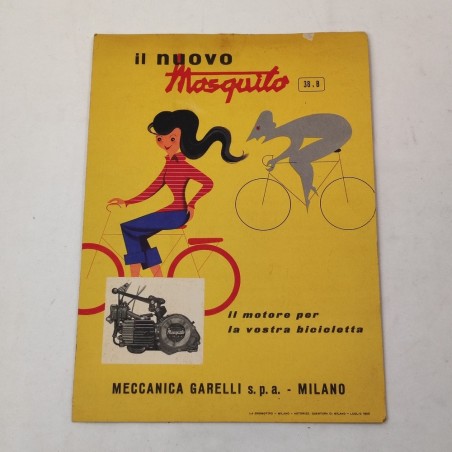 il nuovo
Mosquito 38.B
il motore per
la vostra bicicletta
MECCANICA GARELLI s.p.a. - MILANO